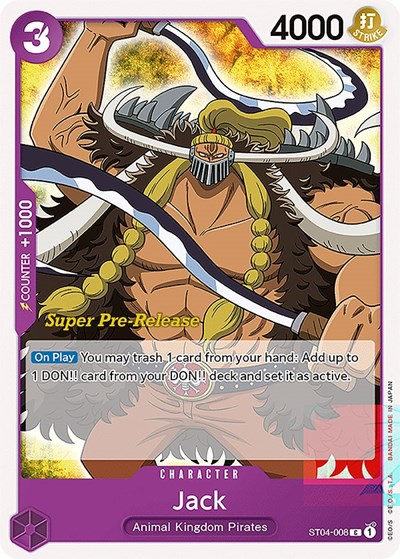 3
4000
打
STRIKE
COUNTER +1000
Super Pre-Release
On Play You may trash 1 card from your hand: Add up to
1 DON!! card from your DON!! deck and set it as active.
CHARACTER
Jack
Animal Kingdom Pirates
ST04-008 C 1
©EO/S ©E.O./S.,T.A. BANDAI MADE IN JAPAN